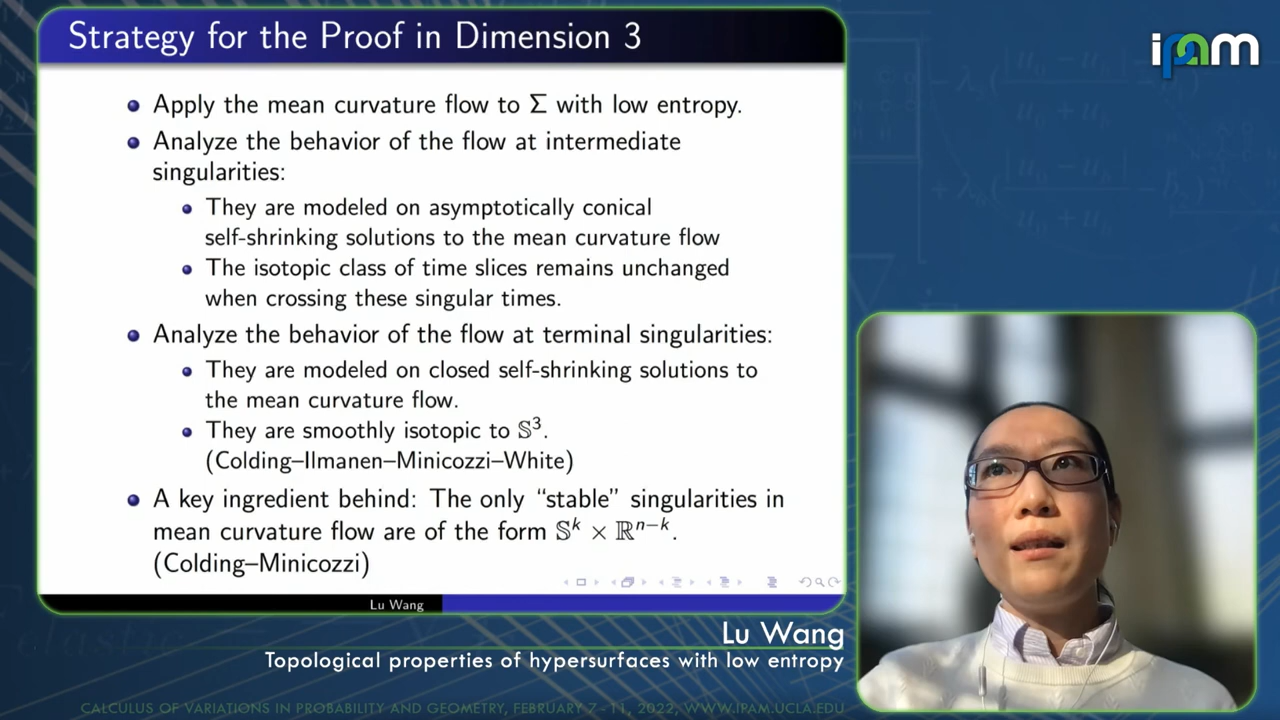 Strategy for the Proof in Dimension 3
Apply the mean curvature flow to Σ with low entropy.
Analyze the behavior of the flow at intermediate
singularities:
They are modeled on asymptotically conical
self-shrinking solutions to the mean curvature flow
The isotopic class of time slices remains unchanged
when crossing these singular times.
Analyze the behavior of the flow at terminal singularities:
They are modeled on closed self-shrinking solutions to
the mean curvature flow.
They are smoothly isotopic to 𝕊³.
(Colding–Ilmanen–Minicozzi–White)
A key ingredient behind: The only “stable” singularities in
mean curvature flow are of the form 𝕊ᵏ × ℝⁿ⁻ᵏ.
(Colding–Minicozzi)
Lu Wang
ipam
Lu Wang
Topological properties of hypersurfaces with low entropy
CALCULUS OF VARIATIONS IN PROBABILITY AND GEOMETRY, FEBRUARY 7–11, 2022, WWW.IPAM.UCLA.EDU